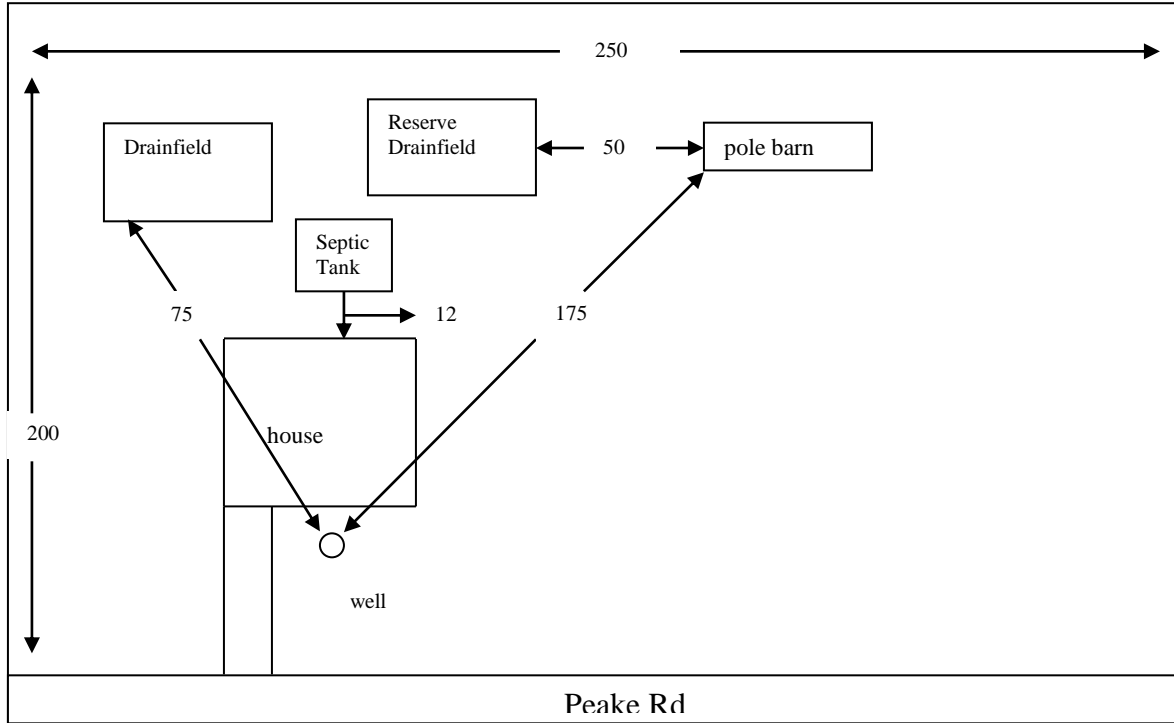 250
Drainfield
Reserve
Drainfield
50
pole barn
Septic
Tank
75
12
175
200
house
well
Peake Rd